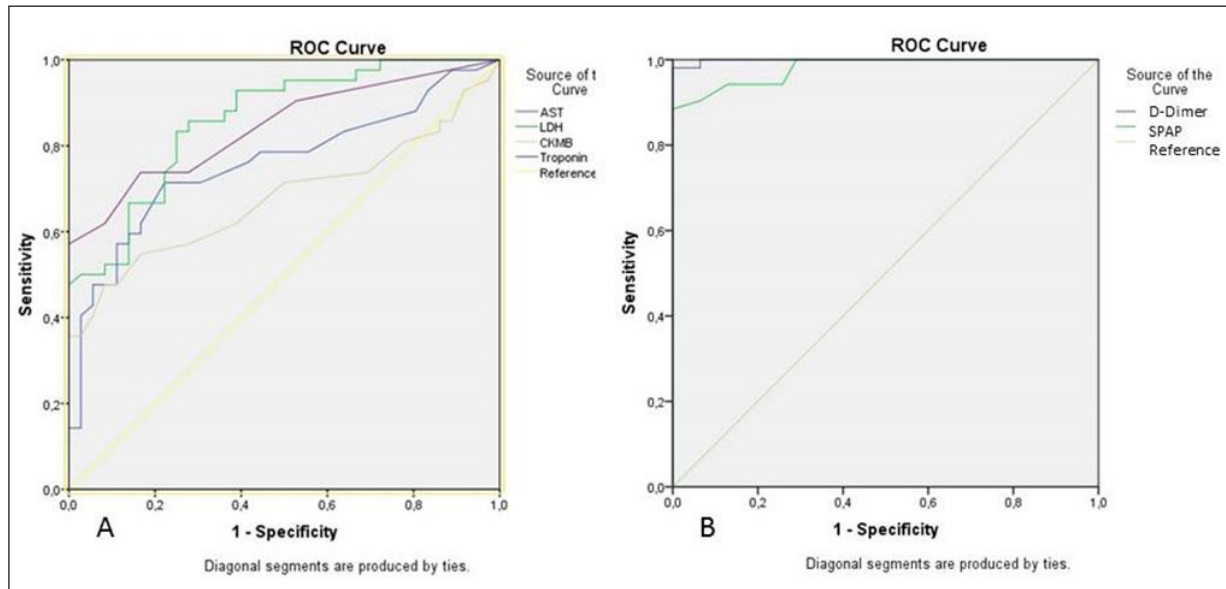 ROC Curve
1,0
0,8
0,6
0,4
0,2
0,0
Sensitivity
0,0 0,2 0,4 0,6 0,8 1,0
1 - Specificity
A
Diagonal segments are produced by ties.
Source of t
Curve
AST
LDH
CKMB
Troponin
Reference
ROC Curve
1,0
0,8
0,6
0,4
0,2
0,0
Sensitivity
0,0 0,2 0,4 0,6 0,8 1,0
1 - Specificity
B
Diagonal segments are produced by ties.
Source of the
Curve
D-Dimer
SPAP
Reference